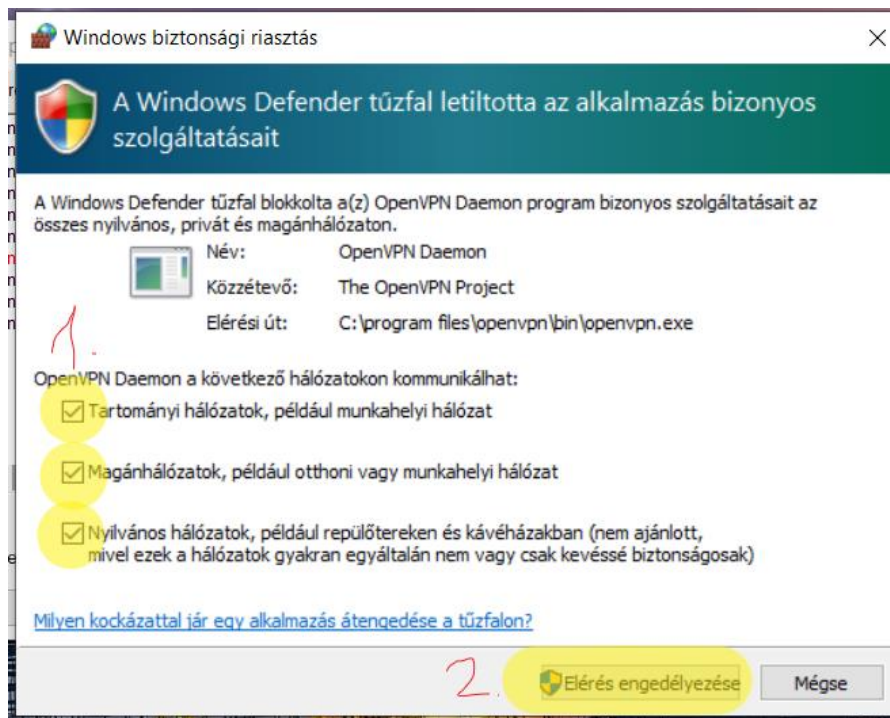 Windows biztonsági riasztás
A Windows Defender tűzfal letiltotta az alkalmazás bizonyos
szolgáltatásait
A Windows Defender tűzfal blokkolta a(z) OpenVPN Daemon program bizonyos szolgáltatásait az
összes nyilvános, privát és magánhálózaton.
Név: OpenVPN Daemon
Közzétevő: The OpenVPN Project
Elérési út: C:\program files\openvpn\bin\openvpn.exe
1.
OpenVPN Daemon a következő hálózatokon kommunikálhat:
Tartományi hálózatok, például munkahelyi hálózat
Magánhálózatok, például otthoni vagy munkahelyi hálózat
Nyilvános hálózatok, például repülőtereken és kávéházakban (nem ajánlott,
mivel ezek a hálózatok gyakran egyáltalán nem vagy csak kevéssé biztonságosak)
Milyen kockázattal jár egy alkalmazás átengedése a tűzfalon?
2. Elérés engedélyezése Mégse